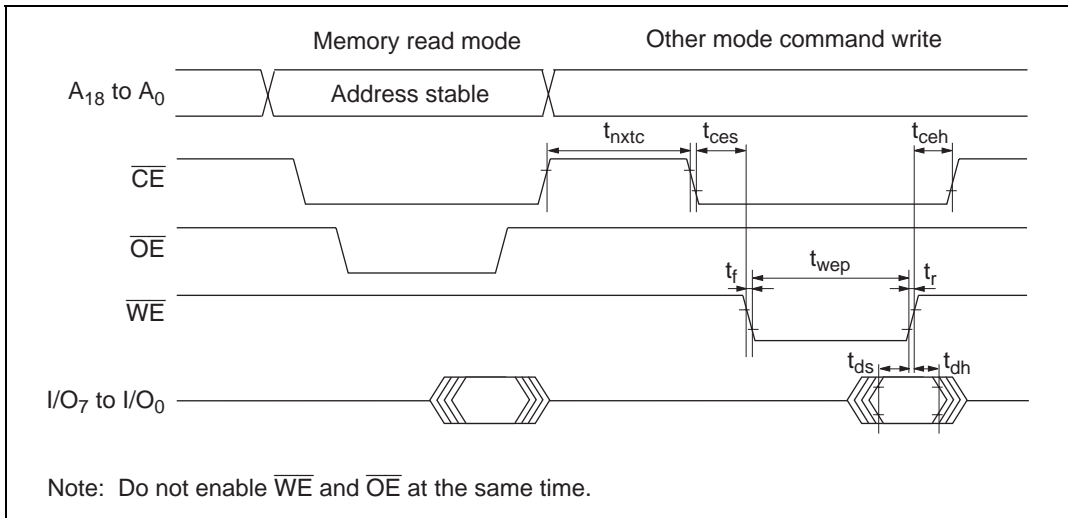 Memory read mode Other mode command write
A18 to A0 Address stable
tnxtc tces tceh
CE
OE
tf twep tr
WE
tds tdh
I/O7 to I/O0
Note: Do not enable WE and OE at the same time.